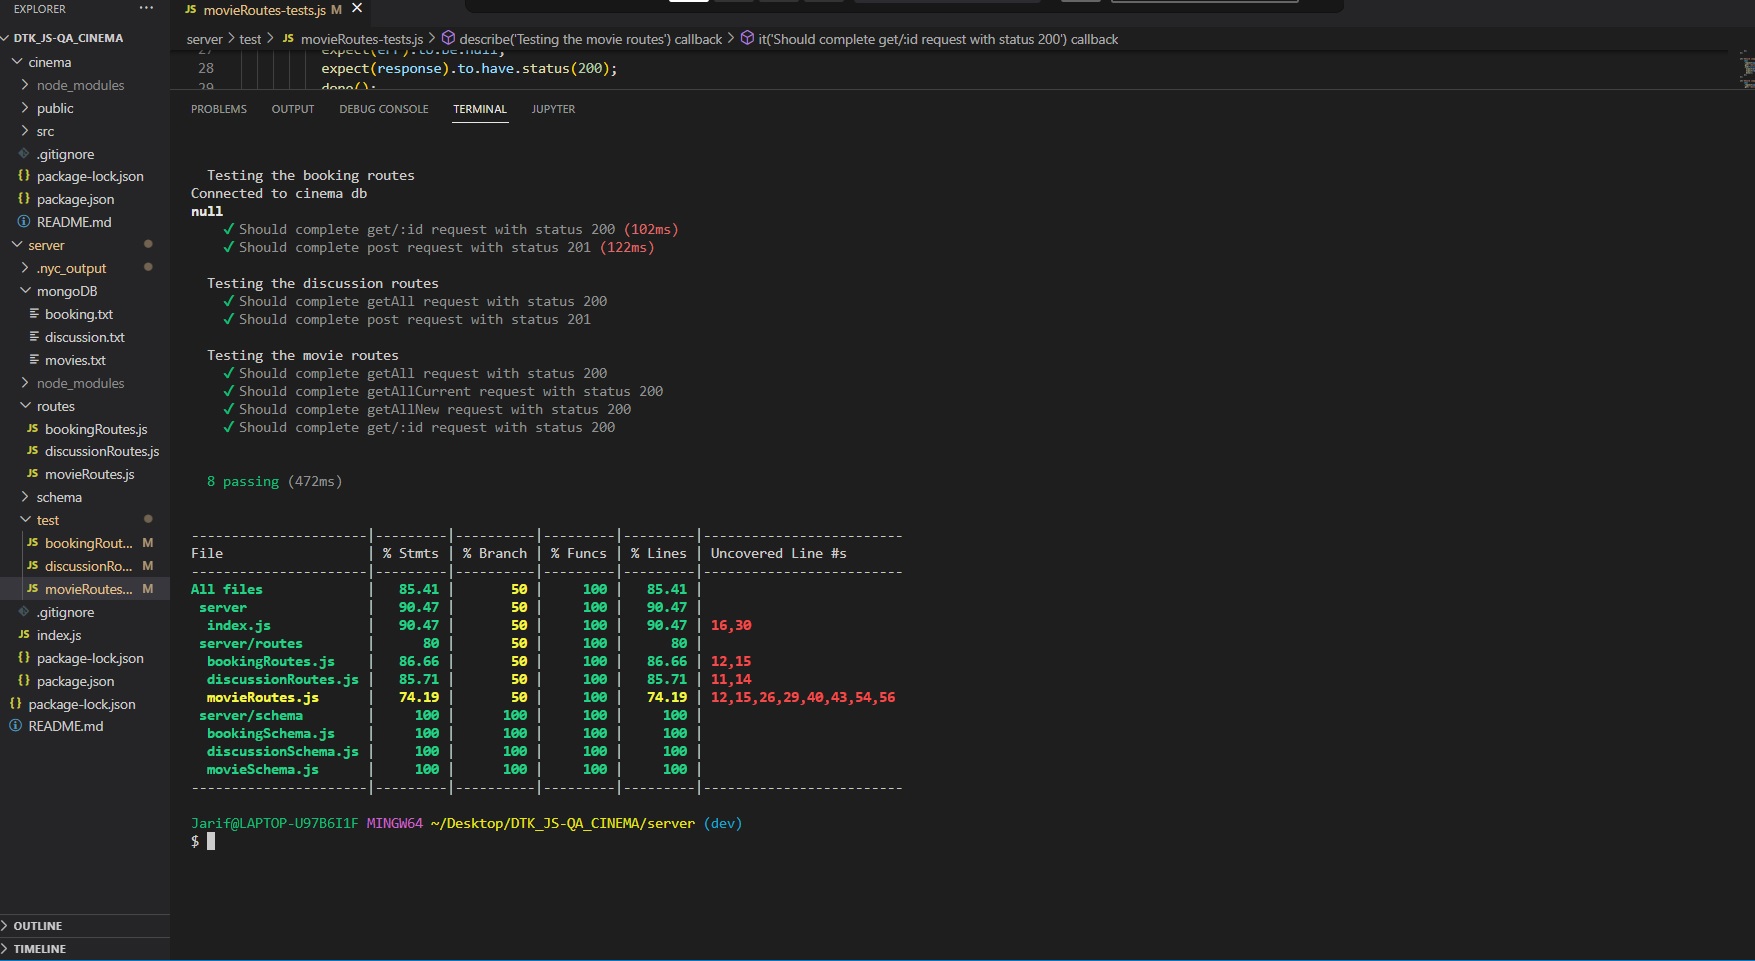 EXPLORER
DTK_JS-QA_CINEMA
cinema
node_modules
public
src
.gitignore
{} package-lock.json
{} package.json
README.md
server
.nyc_output
mongoDB
booking.txt
discussion.txt
movies.txt
node_modules
routes
JS bookingRoutes.js
JS discussionRoutes.js
JS movieRoutes.js
schema
test
JS bookingRout... M
JS discussionRo... M
JS movieRoutes... M
.gitignore
JS index.js
{} package-lock.json
{} package.json
{} package-lock.json
README.md
OUTLINE
TIMELINE
JS movieRoutes-tests.js M
server > test > JS movieRoutes-tests.js > describe('Testing the movie routes') callback > it('Should complete get/:id request with status 200') callback
27 expect(err).to.be.null;
28 expect(response).to.have.status(200);
29 done();
PROBLEMS OUTPUT DEBUG CONSOLE TERMINAL JUPYTER
Testing the booking routes
Connected to cinema db
null
✓ Should complete get/:id request with status 200 (102ms)
✓ Should complete post request with status 201 (122ms)
Testing the discussion routes
✓ Should complete getAll request with status 200
✓ Should complete post request with status 201
Testing the movie routes
✓ Should complete getAll request with status 200
✓ Should complete getAllCurrent request with status 200
✓ Should complete getAllNew request with status 200
✓ Should complete get/:id request with status 200
8 passing (472ms)
----------------------|---------|----------|---------|---------|-------------------------
File | % Stmts | % Branch | % Funcs | % Lines | Uncovered Line #s
----------------------|---------|----------|---------|---------|-------------------------
All files | 85.41 | 50 | 100 | 85.41 |
server | 90.47 | 50 | 100 | 90.47 |
index.js | 90.47 | 50 | 100 | 90.47 | 16,30
server/routes | 80 | 50 | 100 | 80 |
bookingRoutes.js | 86.66 | 50 | 100 | 86.66 | 12,15
discussionRoutes.js | 85.71 | 50 | 100 | 85.71 | 11,14
movieRoutes.js | 74.19 | 50 | 100 | 74.19 | 12,15,26,29,40,43,54,56
server/schema | 100 | 100 | 100 | 100 |
bookingSchema.js | 100 | 100 | 100 | 100 |
discussionSchema.js | 100 | 100 | 100 | 100 |
movieSchema.js | 100 | 100 | 100 | 100 |
----------------------|---------|----------|---------|---------|-------------------------
Jarif@LAPTOP-U97B6I1F MINGW64 ~/Desktop/DTK_JS-QA_CINEMA/server (dev)
$